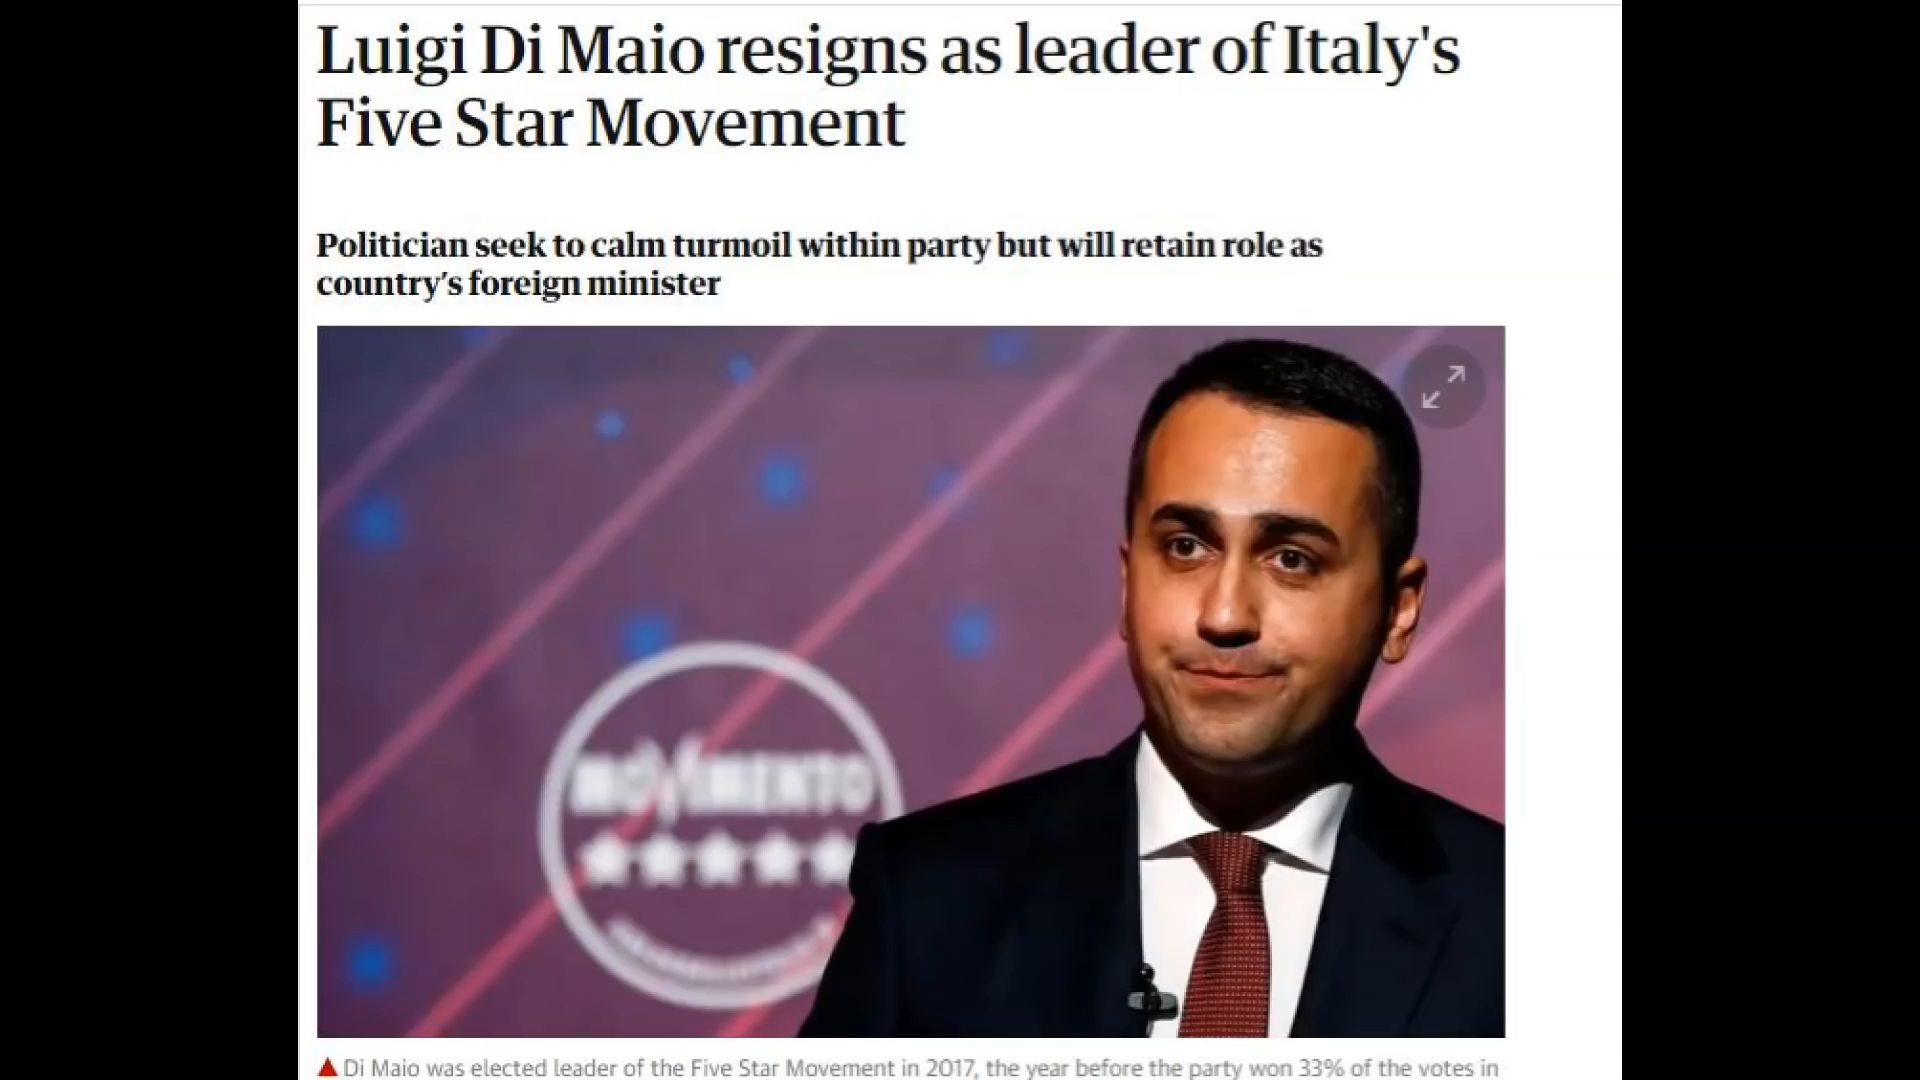 Luigi Di Maio resigns as leader of Italy's
Five Star Movement
Politician seek to calm turmoil within party but will retain role as
country’s foreign minister
MOVIMENTO
Di Maio was elected leader of the Five Star Movement in 2017, the year before the party won 33% of the votes in